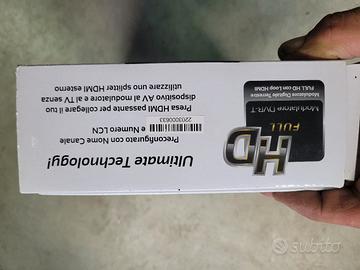 Ultimate Technology!
Preconfigurato con Nome Canale
e Numero LCN
2203300633
Presa HDMI passante per collegare il tuo
dispositivo AV al modulatore e al TV senza
utilizzare uno splitter HDMI esterno
FULL
HD
Modulatore DVB-T
Modulatore Digitale Terrestre
FULL HD con Loop HDMI
subito